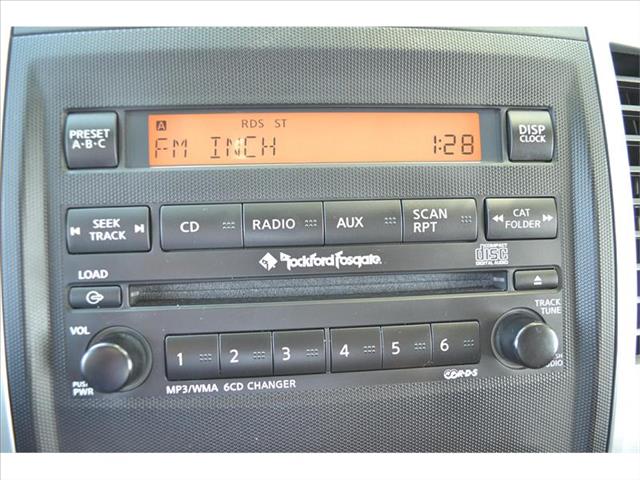 PRESET
A·B·C
A RDS ST
FM INCH 1:28
DISP
CLOCK
SEEK
TRACK
CD
RADIO
AUX
SCAN
RPT
CAT
FOLDER
Rockford Fosgate
COMPACT
disc
DIGITAL AUDIO
LOAD
VOL
PWR
1 2 3 4 5 6
TRACK
TUNE
MP3/WMA 6CD CHANGER
R·D·S